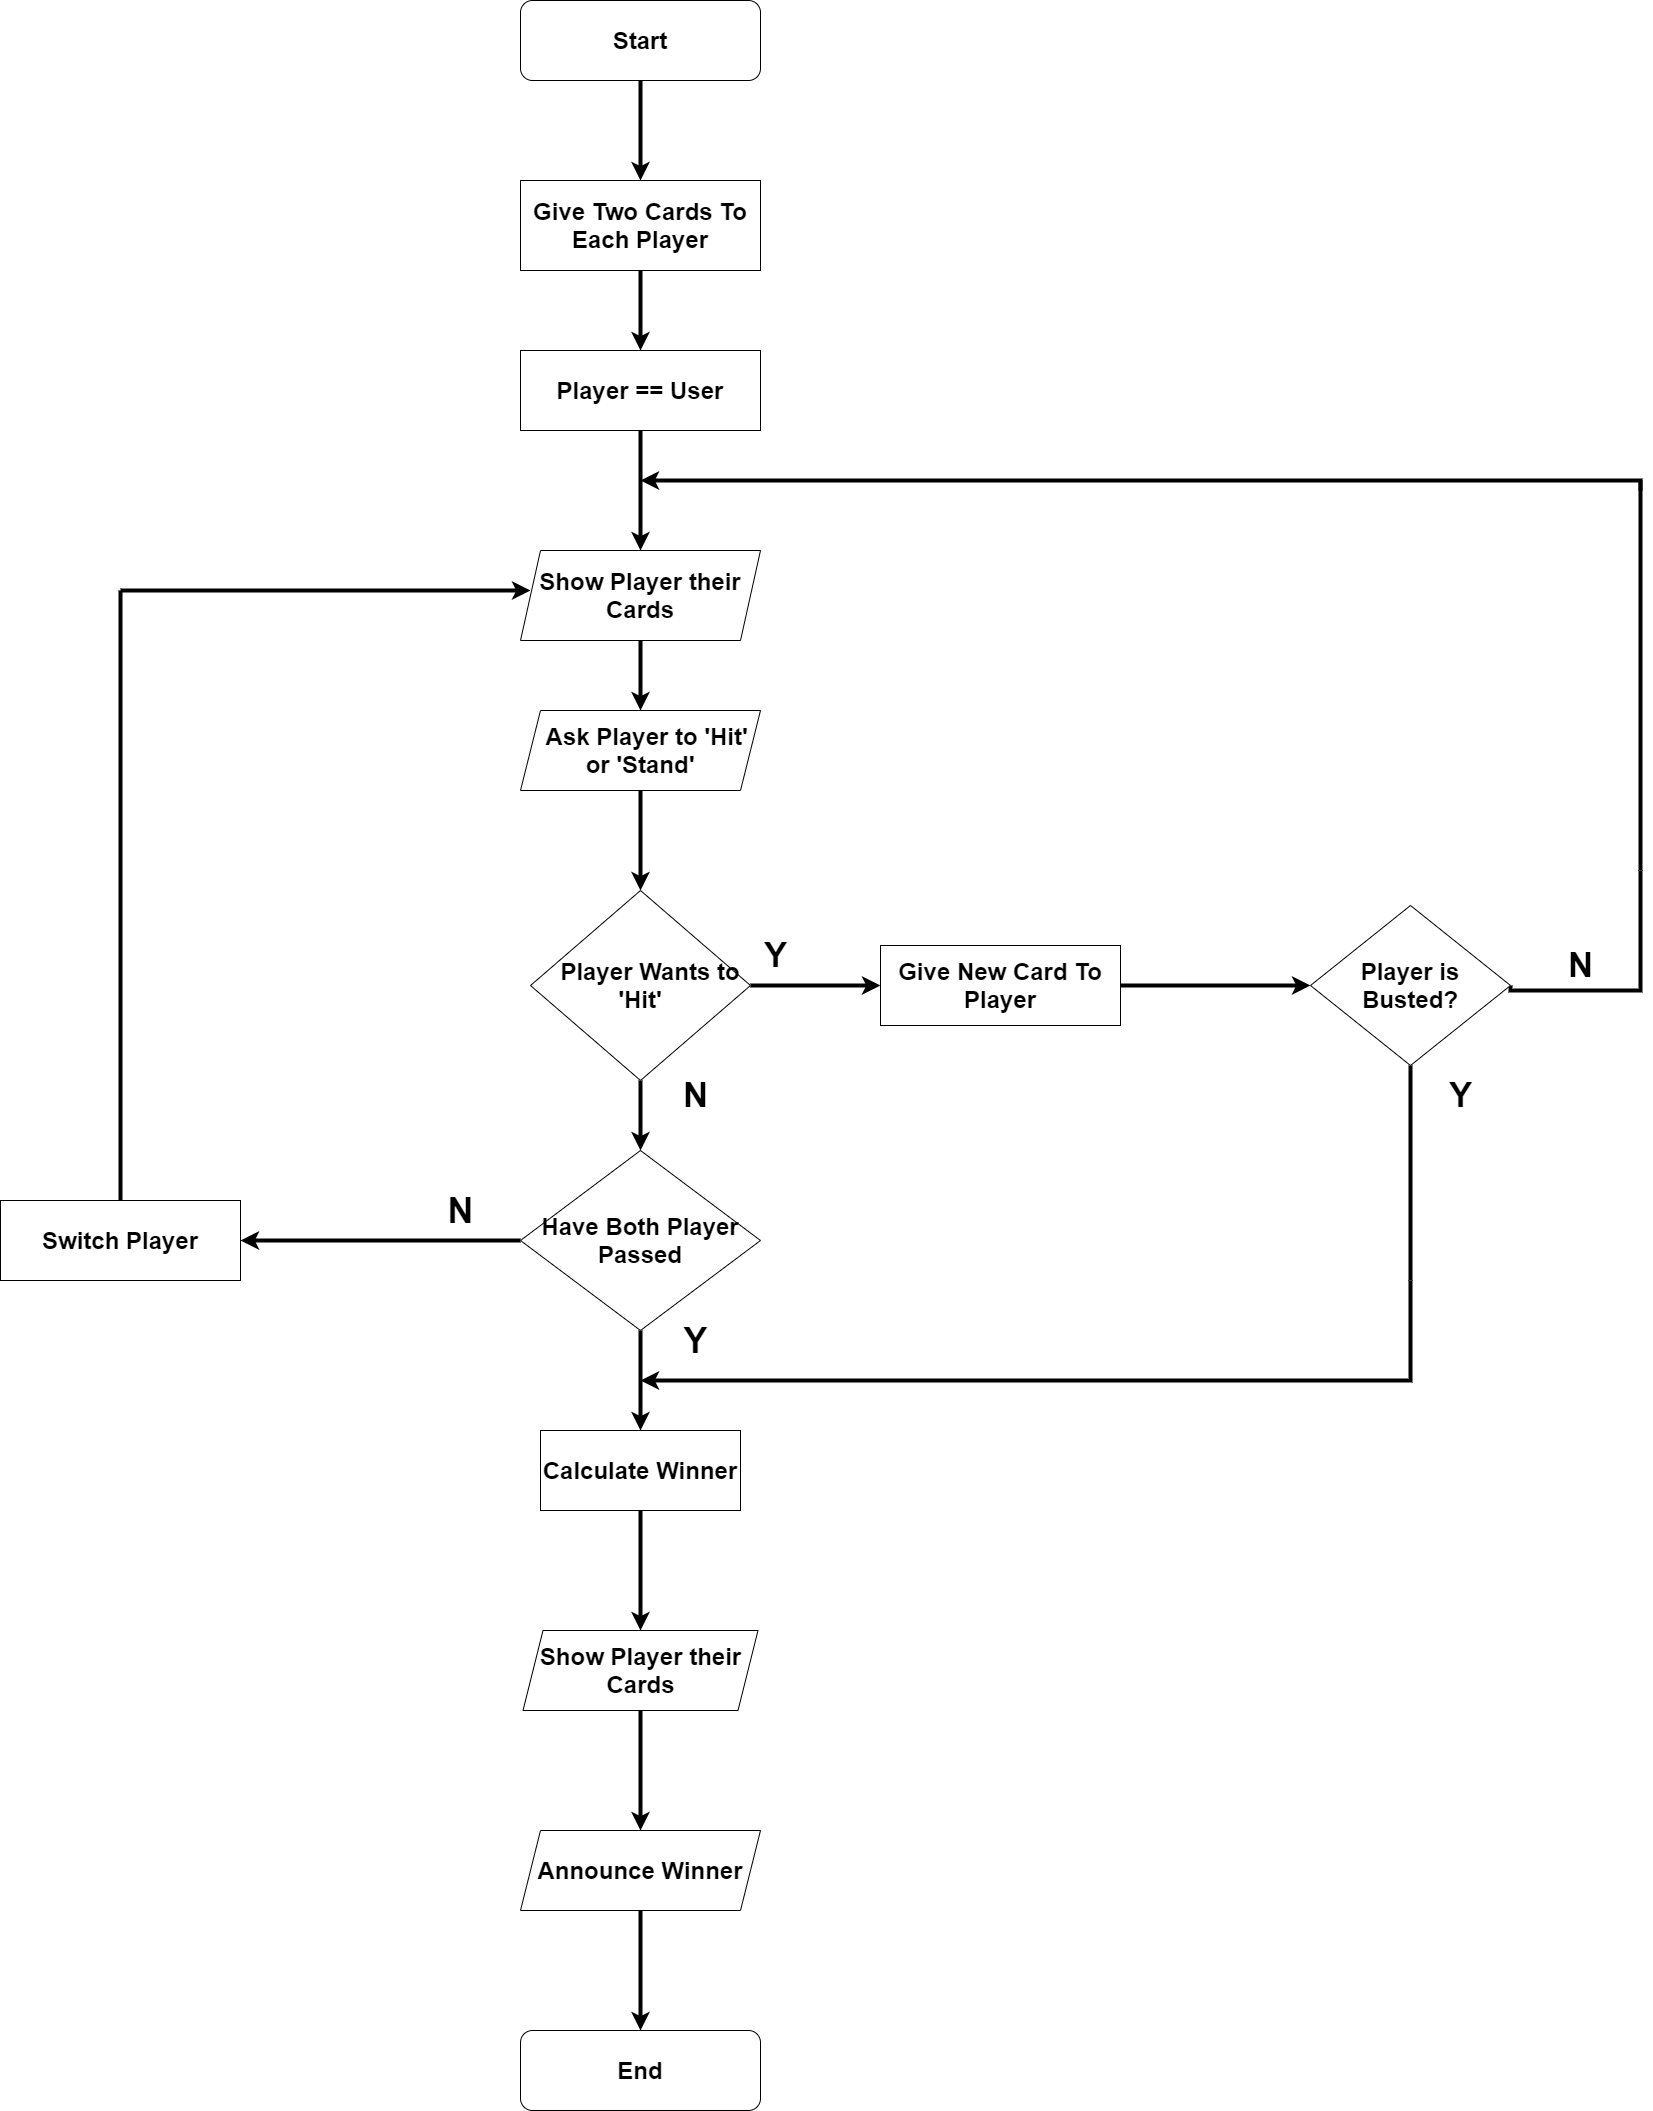 Start
Give Two Cards To
Each Player
Player == User
Show Player their
Cards
Ask Player to 'Hit'
or 'Stand'
Player Wants to
'Hit'
Y
Give New Card To
Player
Player is
Busted?
N
N
Y
Have Both Player
Passed
N
Switch Player
Y
Calculate Winner
Show Player their
Cards
Announce Winner
End